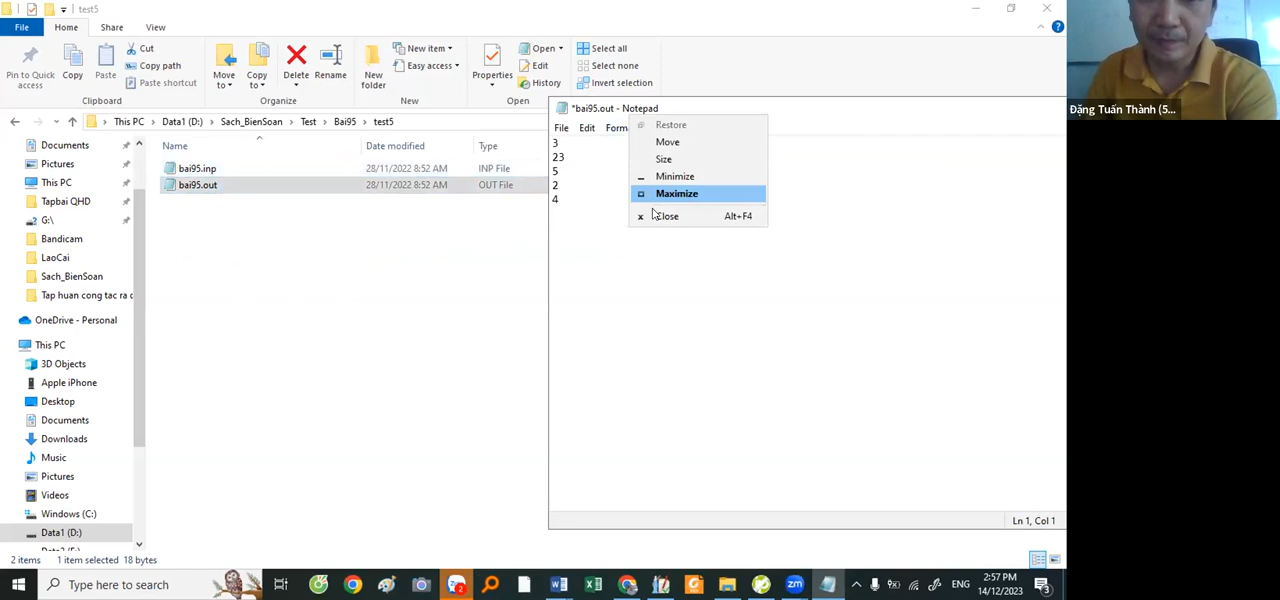 test5
File
Home
Share
View
Pin to Quick access
Copy
Paste
Cut
Copy path
Paste shortcut
Clipboard
Move to
Copy to
Delete
Rename
Organize
New folder
New item
Easy access
New
Properties
Open
Edit
History
Open
Select all
Select none
Invert selection
This PC
Data1 (D:)
Sach_BienSoan
Test
Bai95
test5
Name
Date modified
Type
bai95.inp
28/11/2022 8:52 AM
INP File
bai95.out
28/11/2022 8:52 AM
OUT File
Documents
Pictures
This PC
Tapbai QHD
G:\
Bandicam
LaoCai
Sach_BienSoan
Tap huan cong tac ra c
OneDrive - Personal
This PC
3D Objects
Apple iPhone
Desktop
Documents
Downloads
Music
Pictures
Videos
Windows (C:)
Data1 (D:)
2 items
1 item selected
18 bytes
*bai95.out - Notepad
File
Edit
Form
3
23
5
2
4
Restore
Move
Size
Minimize
Maximize
Close
Alt+F4
Ln 1, Col 1
Đặng Tuấn Thành (5...
Type here to search
2
ENG
2:57 PM
14/12/2023
3